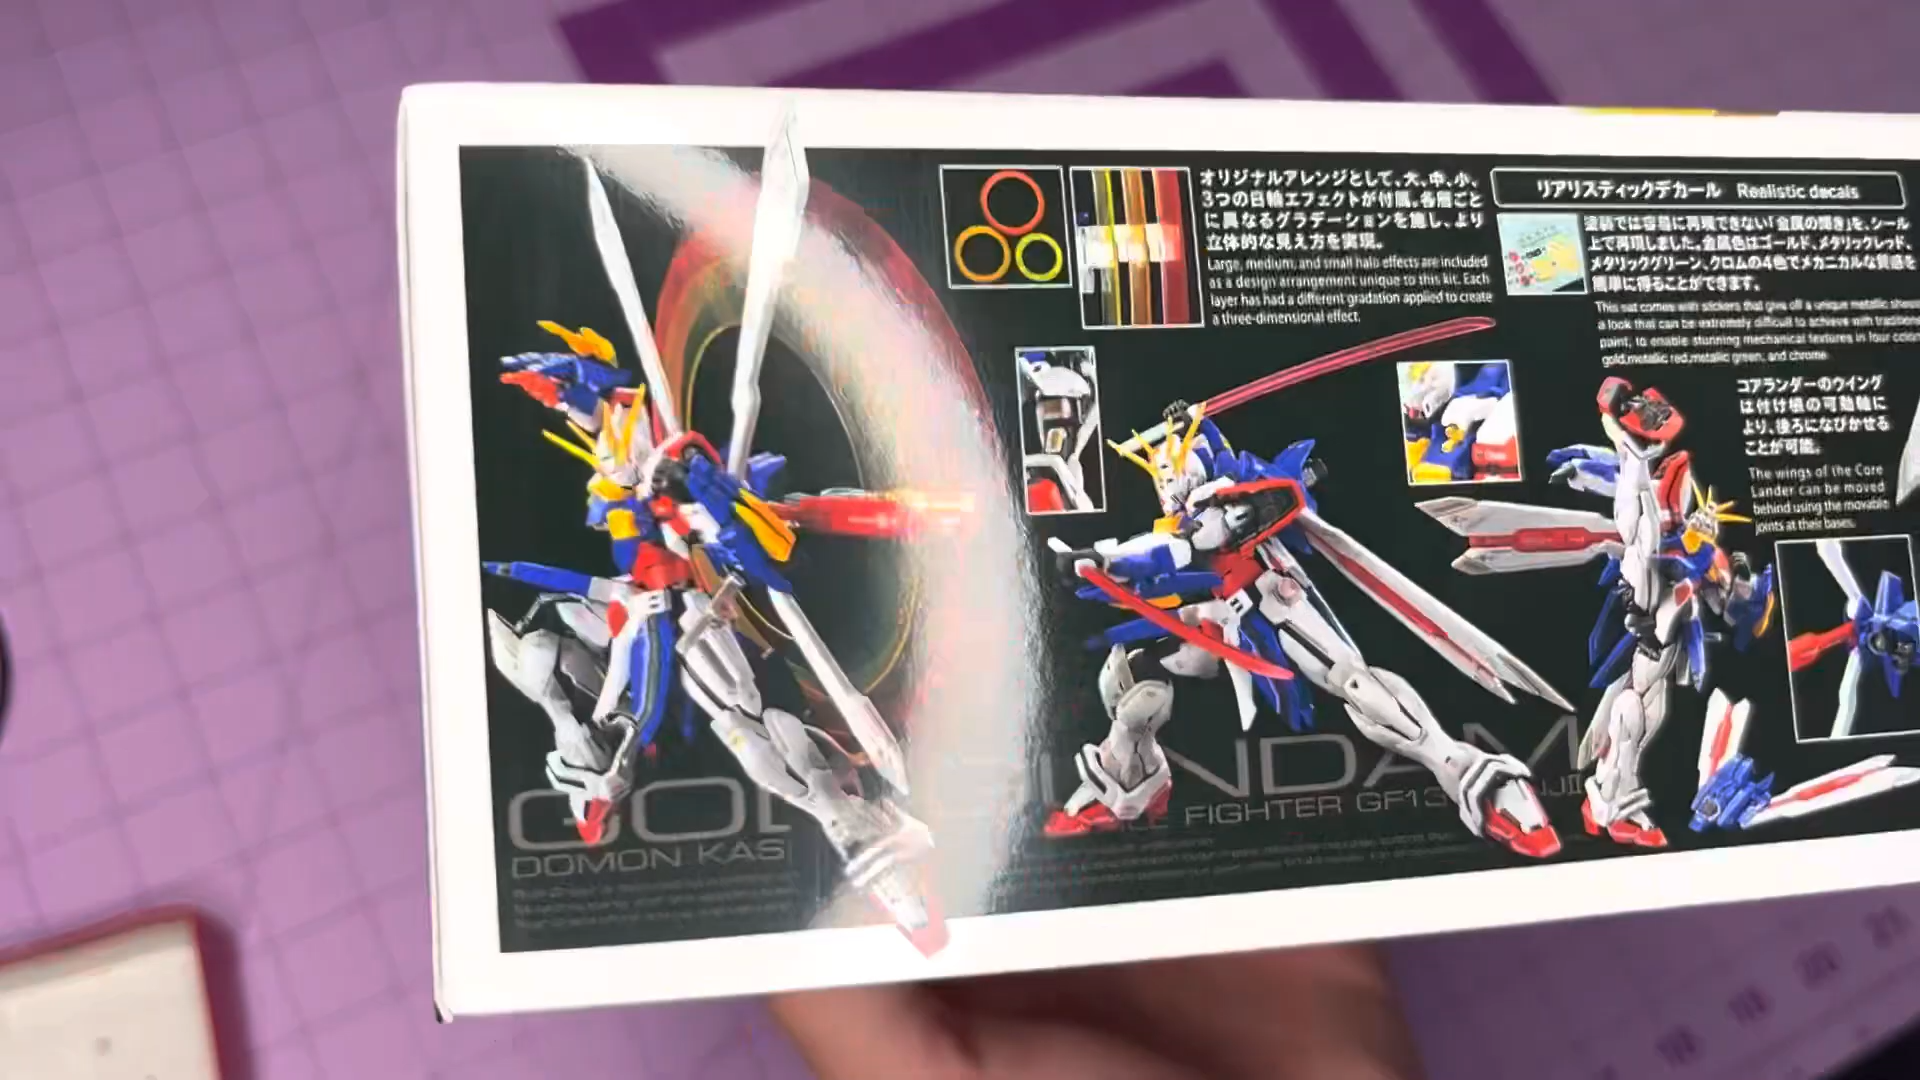 オリジナルアレンジとして、大、中、小、
3つの日輪エフェクトが付属。各層ごと
に異なるグラデーションを施し、より
立体的な見え方を実現。
Large, medium, and small halo effects are included
as a design arrangement unique to this kit. Each
layer has had a different gradation applied to create
a three-dimensional effect.
リアリスティックデカール Realistic decals
塗装では容易に再現できない「金属の輝き」を、シール
上で再現しました。金属色はゴールド、メタリックレッド、
メタリックグリーン、クロムの4色でメカニカルな質感を
簡単に得ることができます。
This set comes with stickers that give off a unique metallic
a look that can be extremely difficult to achieve with
paint, to enable stunning mechanical textures in four
gold, metallic red, metallic green, and chrome.
コアランダーのウイング
は付け根の可動軸に
より、後ろになびかせる
ことが可能。
The wings of the Core
Lander can be moved
behind using the movable
joints at their bases.
GO UNDAM
DOMON KAS
FIGHTER GF13 NJII